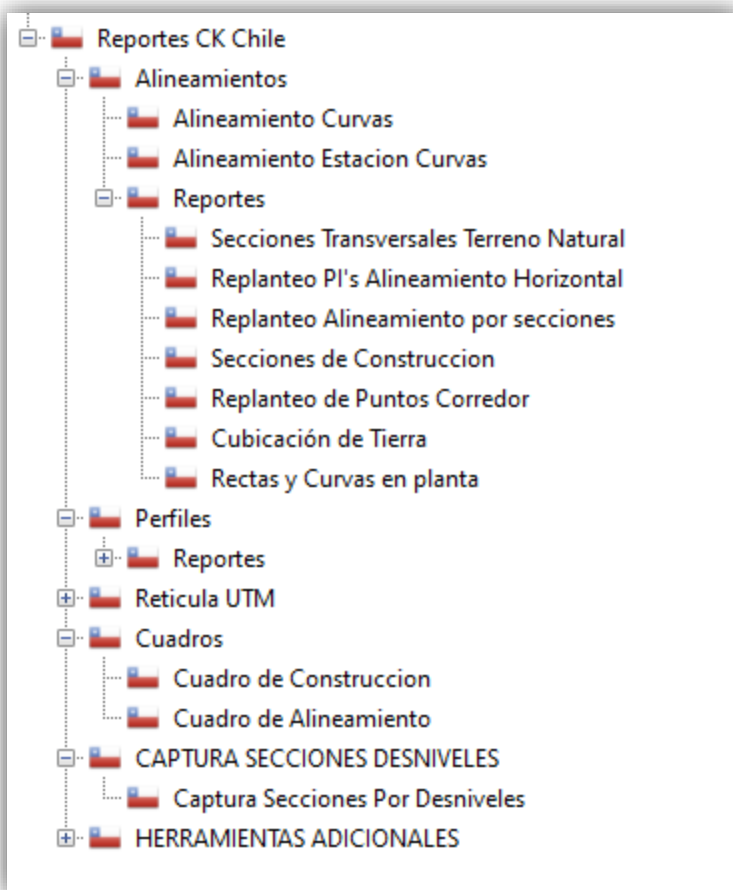 Reportes CK Chile
Alineamientos
Alineamiento Curvas
Alineamiento Estacion Curvas
Reportes
Secciones Transversales Terreno Natural
Replanteo PI's Alineamiento Horizontal
Replanteo Alineamiento por secciones
Secciones de Construccion
Replanteo de Puntos Corredor
Cubicación de Tierra
Rectas y Curvas en planta
Perfiles
Reportes
Reticula UTM
Cuadros
Cuadro de Construccion
Cuadro de Alineamiento
CAPTURA SECCIONES DESNIVELES
Captura Secciones Por Desniveles
HERRAMIENTAS ADICIONALES